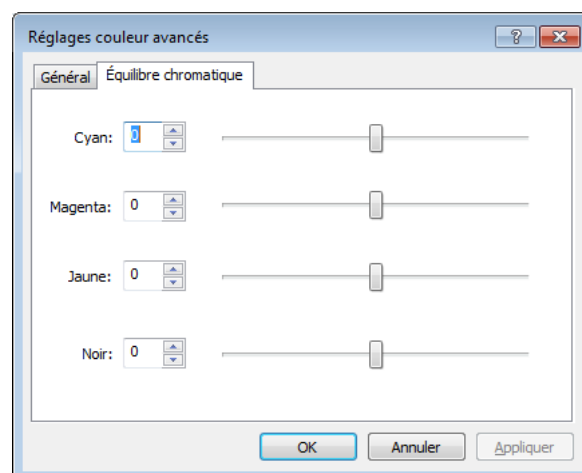 Réglages couleur avancés
Général Équilibre chromatique
Cyan: 0
Magenta: 0
Jaune: 0
Noir: 0
OK Annuler Appliquer